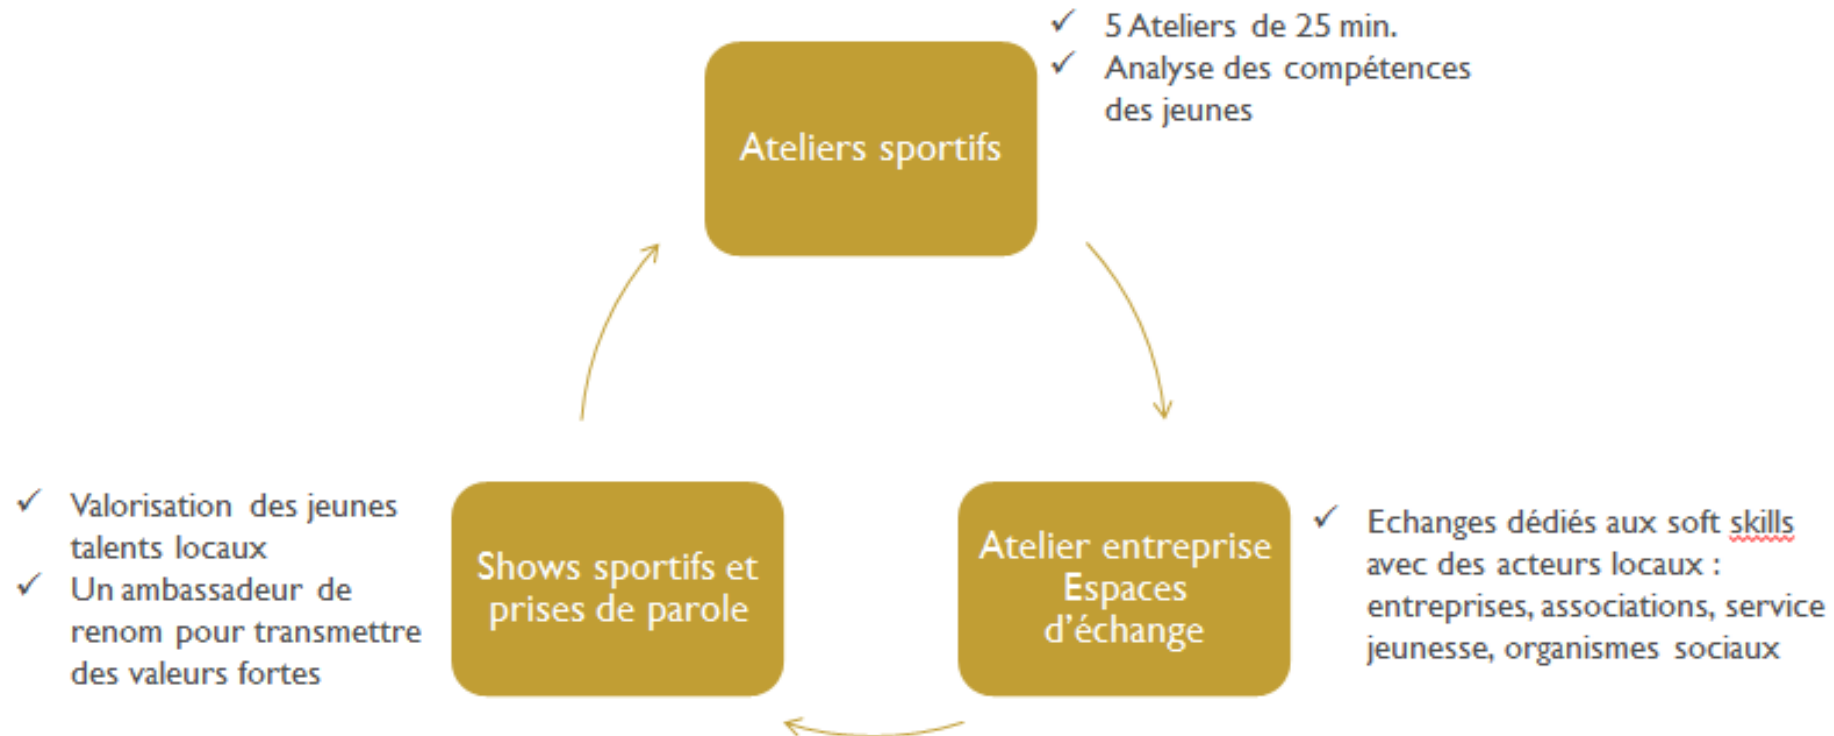 5 Ateliers de 25 min.
Analyse des compétences
des jeunes
Ateliers sportifs
Atelier entreprise
Espaces
d’échange
Echanges dédiés aux soft skills
avec des acteurs locaux :
entreprises, associations, service
jeunesse, organismes sociaux
Shows sportifs et
prises de parole
Valorisation des jeunes
talents locaux
Un ambassadeur de
renom pour transmettre
des valeurs fortes